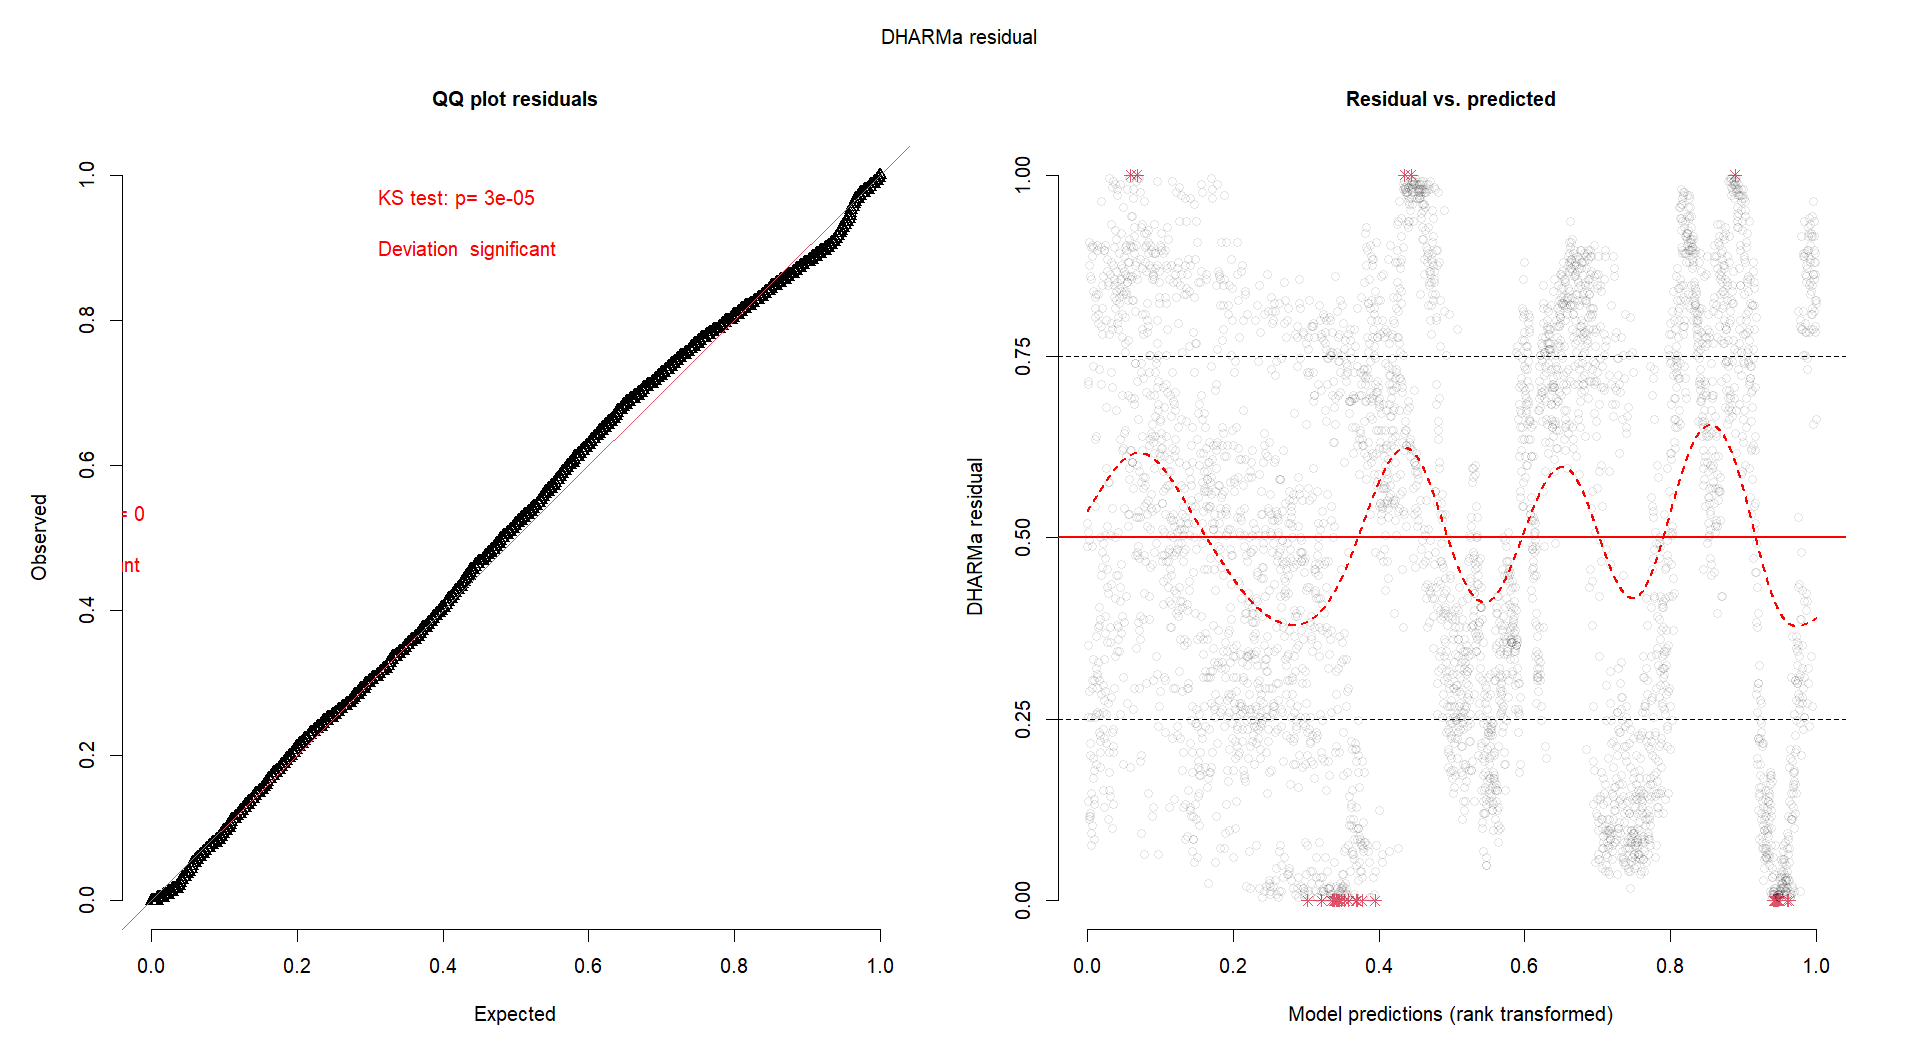 DHARMa residual
QQ plot residuals
KS test: p= 3e-05
Deviation  significant
= 0
nt
Observed
0.0
0.2
0.4
0.6
0.8
1.0
0.0
0.2
0.4
0.6
0.8
1.0
Expected
Residual vs. predicted
DHARMa residual
0.00
0.25
0.50
0.75
1.00
0.0
0.2
0.4
0.6
0.8
1.0
Model predictions (rank transformed)